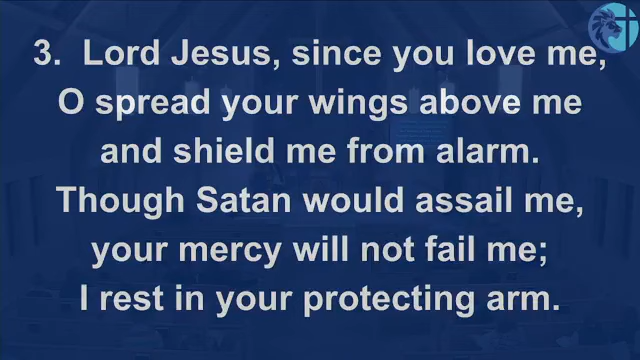 3. Lord Jesus, since you love me,
O spread your wings above me
and shield me from alarm.
Though Satan would assail me,
your mercy will not fail me;
I rest in your protecting arm.